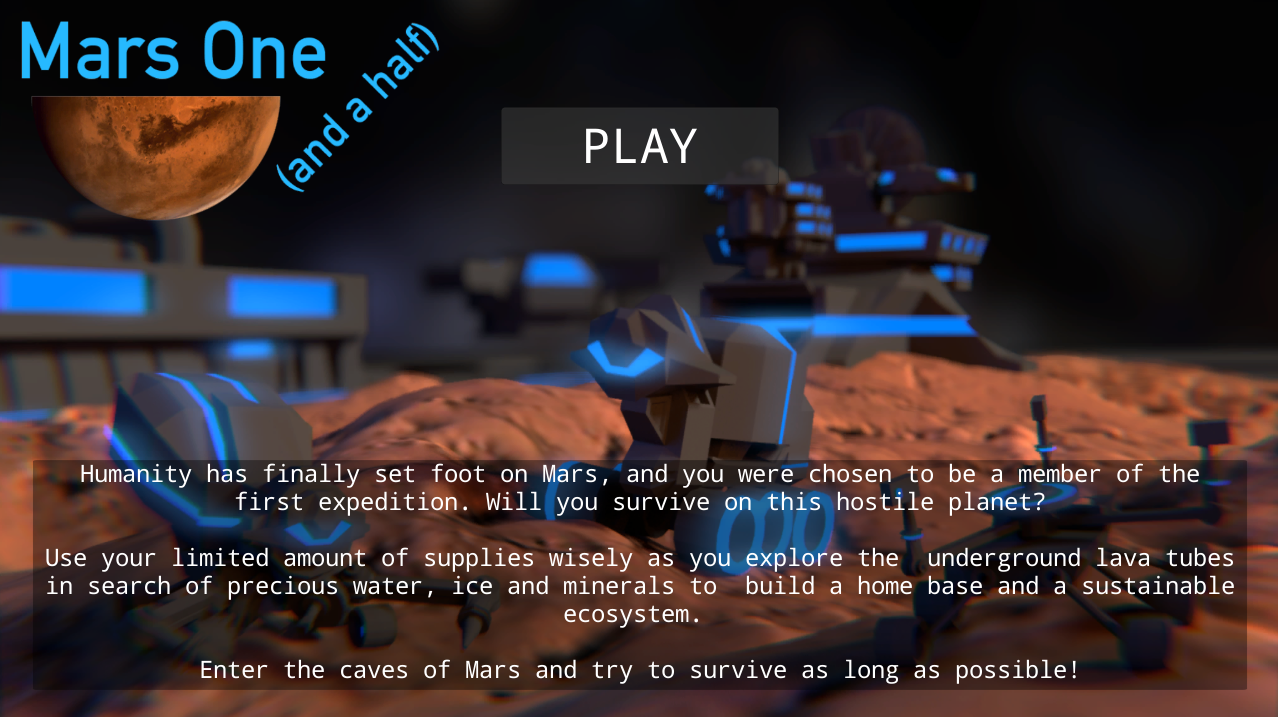 Mars One
(and a half)
PLAY
Humanity has finally set foot on Mars, and you were chosen to be a member of the
first expedition. Will you survive on this hostile planet?
Use your limited amount of supplies wisely as you explore the  underground lava tubes
in search of precious water, ice and minerals to  build a home base and a sustainable
ecosystem.
Enter the caves of Mars and try to survive as long as possible!